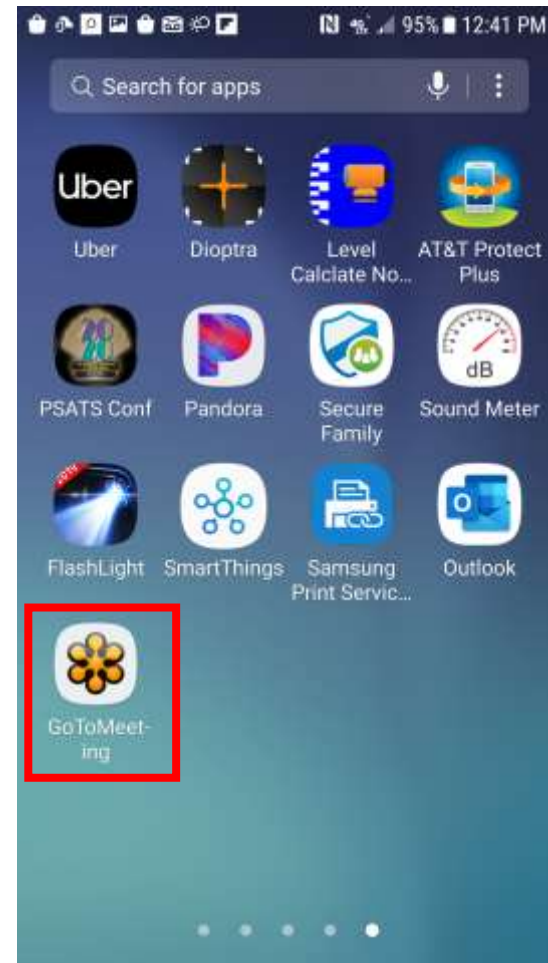 95% 12:41 PM
Search for apps
Uber
Uber
Dioptra
Level
Calclate No...
AT&T Protect
Plus
PSATS Conf
Pandora
Secure
Family
dB
Sound Meter
2019
FlashLight
SmartThings
Samsung
Print Servic...
Outlook
GoToMeet-
ing